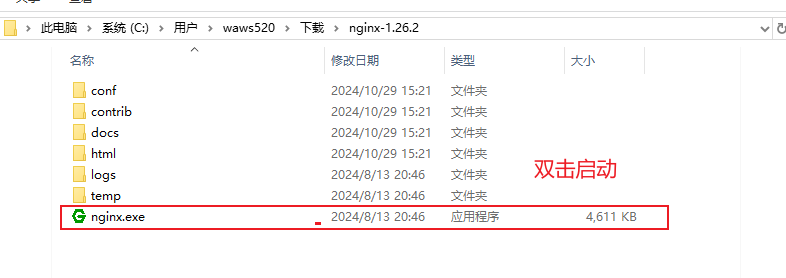 此电脑 > 系统 (C:) > 用户 > waws520 > 下载 > nginx-1.26.2
名称 修改日期 类型 大小
conf 2024/10/29 15:21 文件夹
contrib 2024/10/29 15:21 文件夹
docs 2024/10/29 15:21 文件夹
html 2024/10/29 15:21 文件夹
logs 2024/8/13 20:46 文件夹
双击启动
temp 2024/8/13 20:46 文件夹
nginx.exe 2024/8/13 20:46 应用程序 4,611 KB